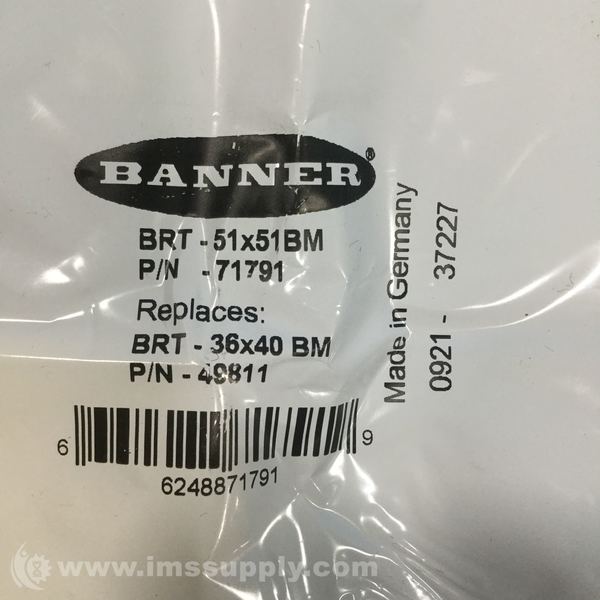 BANNER®
BRT - 51x51BM
P/N - 71791
Replaces:
BRT - 36x40 BM
P/N - 49811
6 6248871791 9
Made in Germany
0921 - 37227
www.imssupply.com